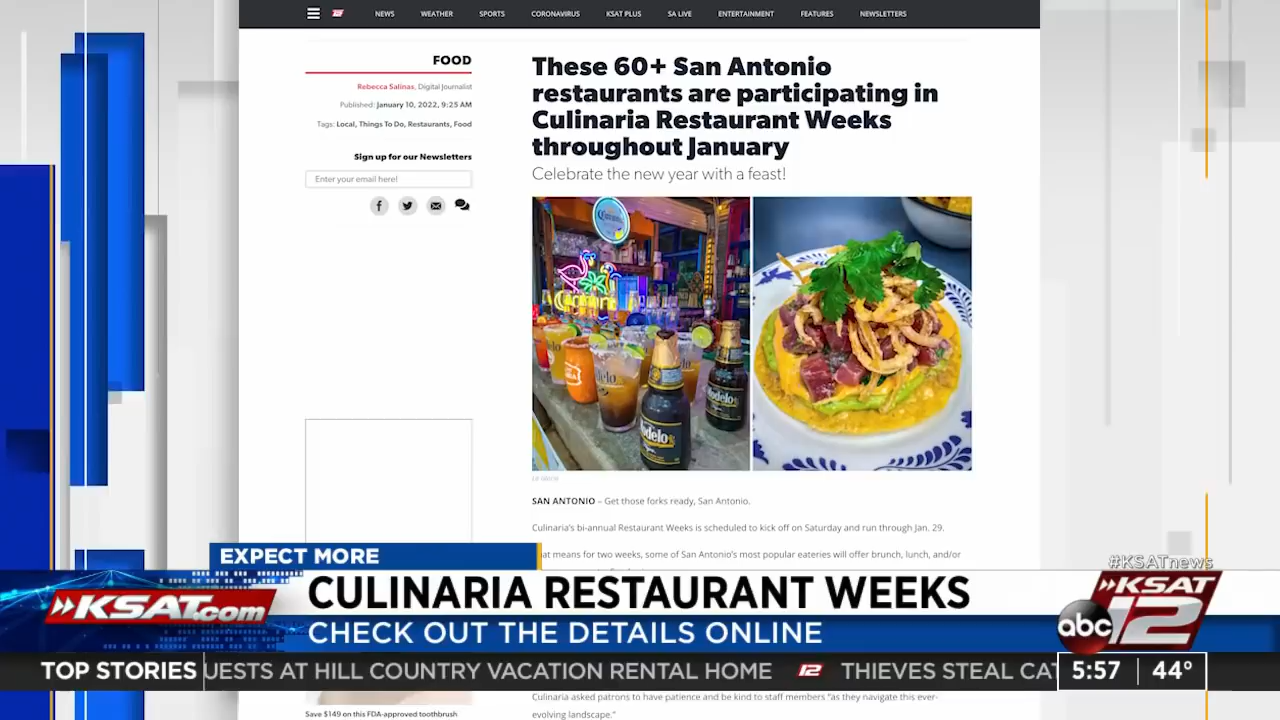 NEWS WEATHER SPORTS CORONAVIRUS KSAT PLUS SA LIVE ENTERTAINMENT FEATURES NEWSLETTERS
FOOD
Rebecca Salinas, Digital Journalist
Published: January 10, 2022, 9:25 AM
Tags: Local, Things To Do, Restaurants, Food
Sign up for our Newsletters
Enter your email here!
These 60+ San Antonio
restaurants are participating in
Culinaria Restaurant Weeks
throughout January
Celebrate the new year with a feast!
Corona
Modelo
Modelo
SAN ANTONIO – Get those forks ready, San Antonio.
Culinaria's bi-annual Restaurant Weeks is scheduled to kick off on Saturday and run through Jan. 29.
at means for two weeks, some of San Antonio's most popular eateries will offer brunch, lunch, and/or
EXPECT MORE
#KSATnews
KSAT.com
CULINARIA RESTAURANT WEEKS
CHECK OUT THE DETAILS ONLINE
abc
KSAT
12
TOP STORIES
UESTS AT HILL COUNTRY VACATION RENTAL HOME 12 THIEVES STEAL CAT
5:57 44°
Culinaria asked patrons to have patience and be kind to staff members "as they navigate this ever-
evolving landscape."
Save $149 on this FDA-approved toothbrush